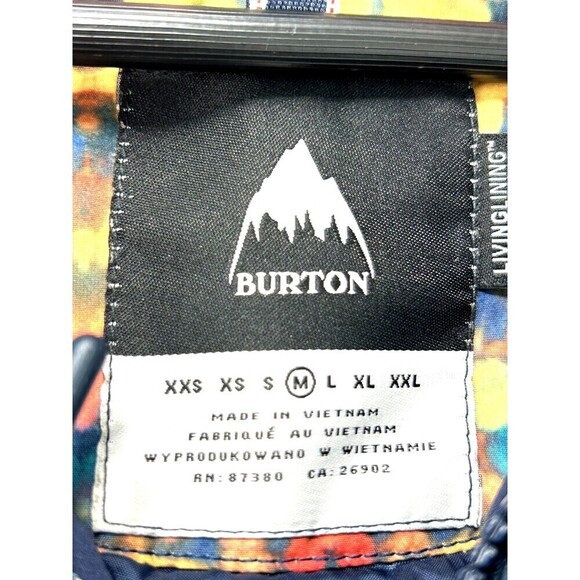 BURTON
LIVINGLINING™
XXS XS S M L XL XXL
MADE IN VIETNAM
FABRIQUÉ AU VIETNAM
WYPRODUKOWANO W WIETNAMIE
RN: 87380 CA: 26902